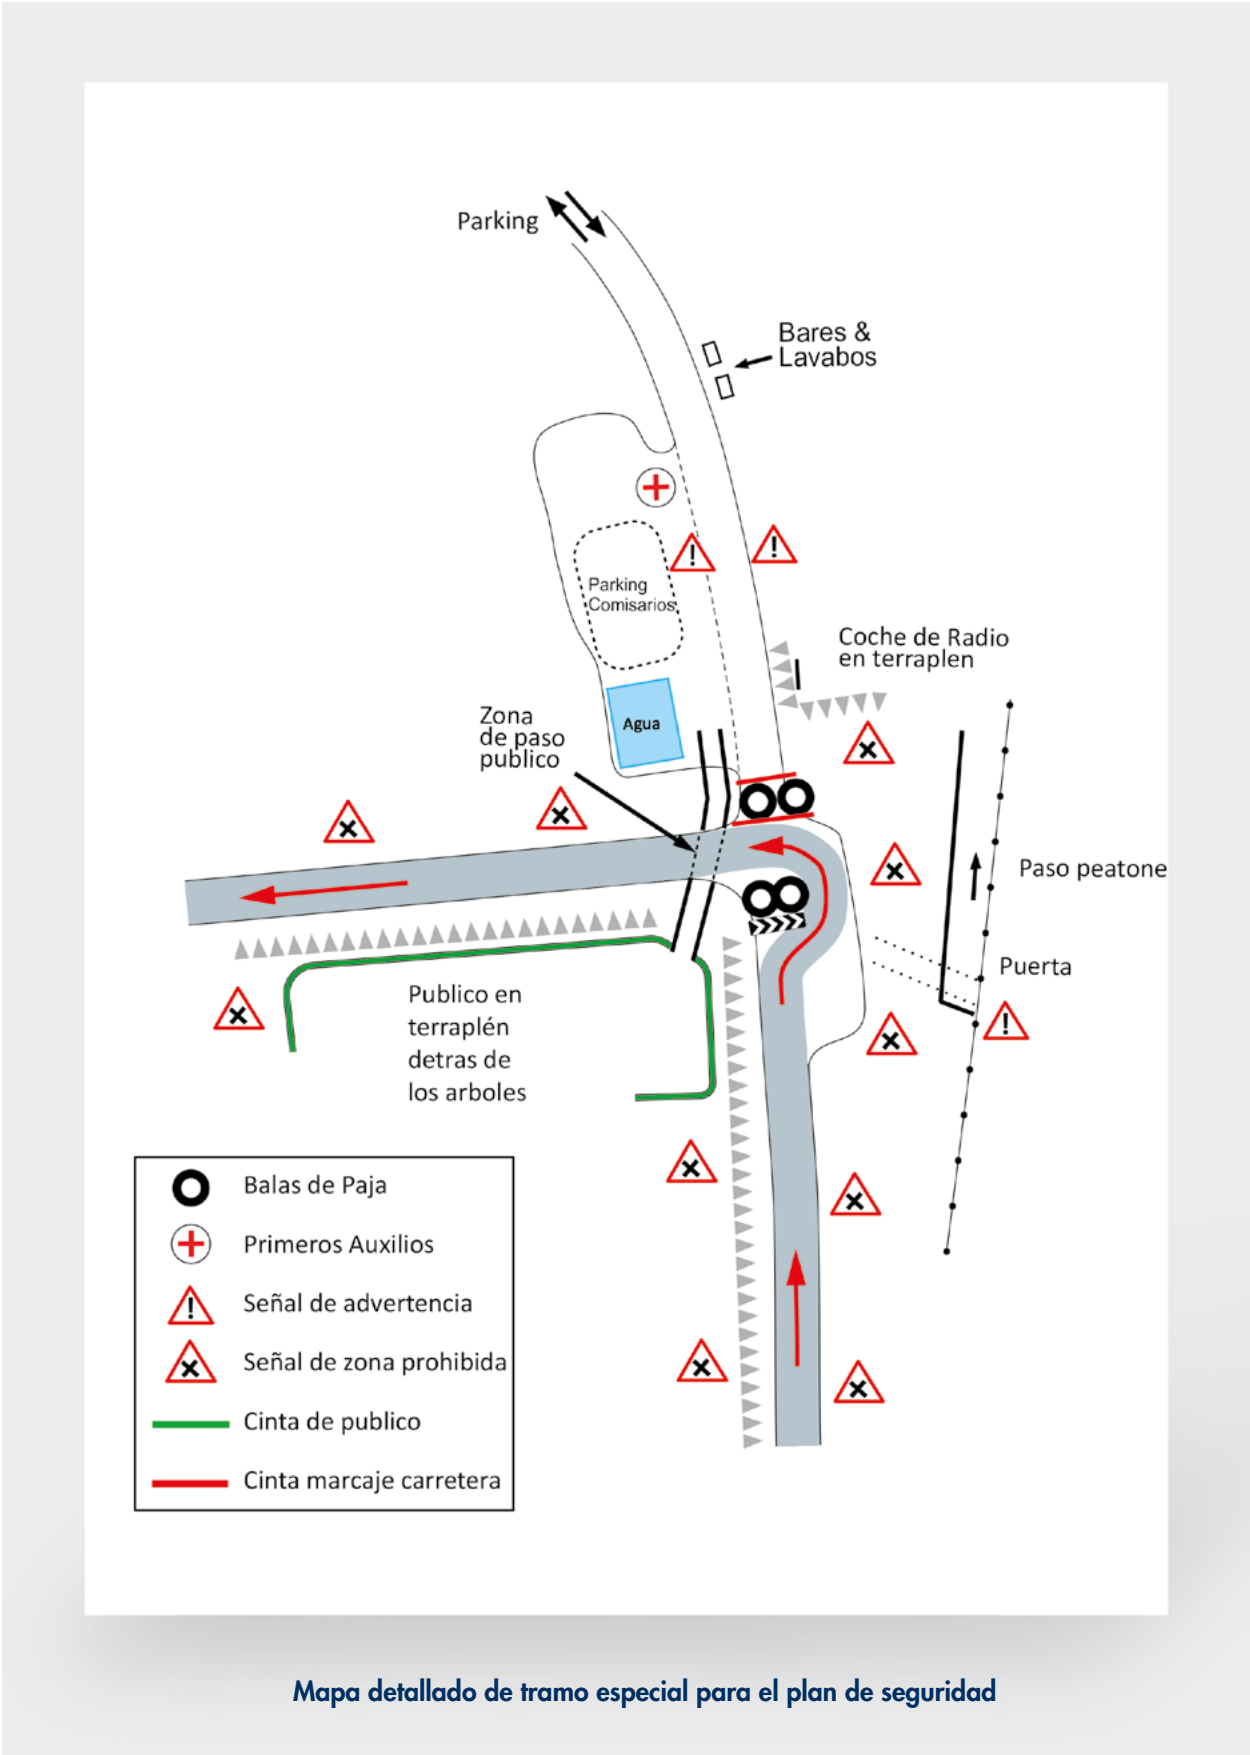 Parking
Bares &
Lavabos
Parking
Comisarios
Coche de Radio
en terraplen
Agua
Zona
de paso
publico
Paso peatone
Puerta
Publico en
terraplén
detras de
los arboles
Balas de Paja
Primeros Auxilios
Señal de advertencia
Señal de zona prohibida
Cinta de publico
Cinta marcaje carretera
Mapa detallado de tramo especial para el plan de seguridad